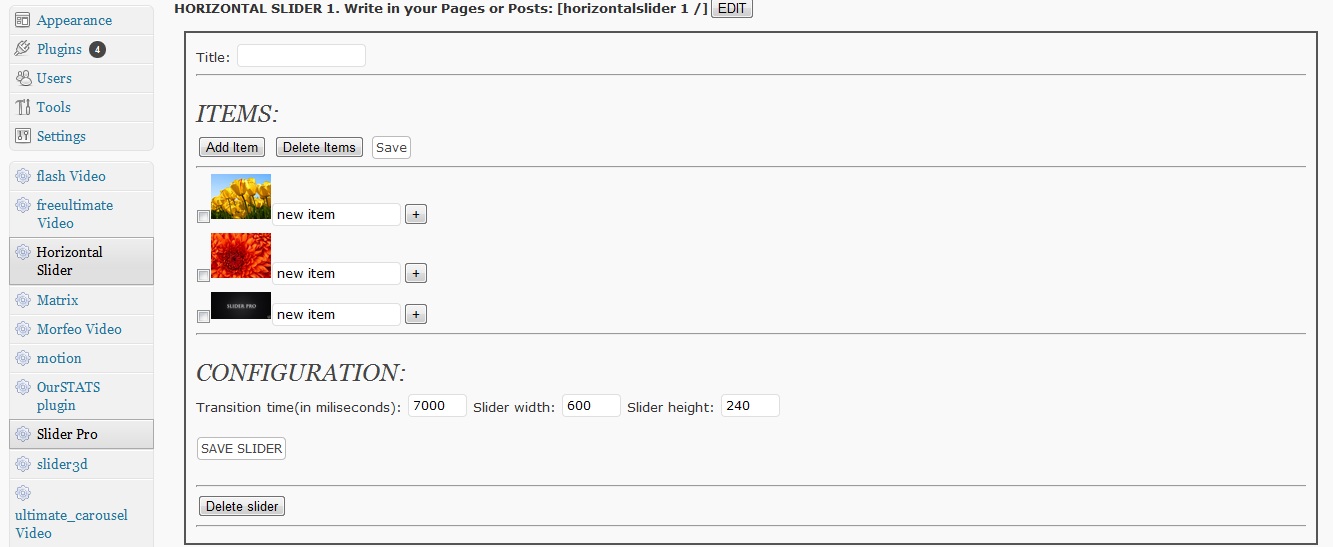 Appearance
Plugins 4
Users
Tools
Settings
flash Video
freeultimate
Video
Horizontal
Slider
Matrix
Morfeo Video
motion
OurSTATS
plugin
Slider Pro
slider3d
ultimate_carousel
Video
HORIZONTAL SLIDER 1. Write in your Pages or Posts: [horizontalslider 1 /] EDIT
Title:
ITEMS:
Add Item Delete Items Save
new item +
new item +
SLIDER PRO
new item +
CONFIGURATION:
Transition time(in miliseconds): 7000 Slider width: 600 Slider height: 240
SAVE SLIDER
Delete slider